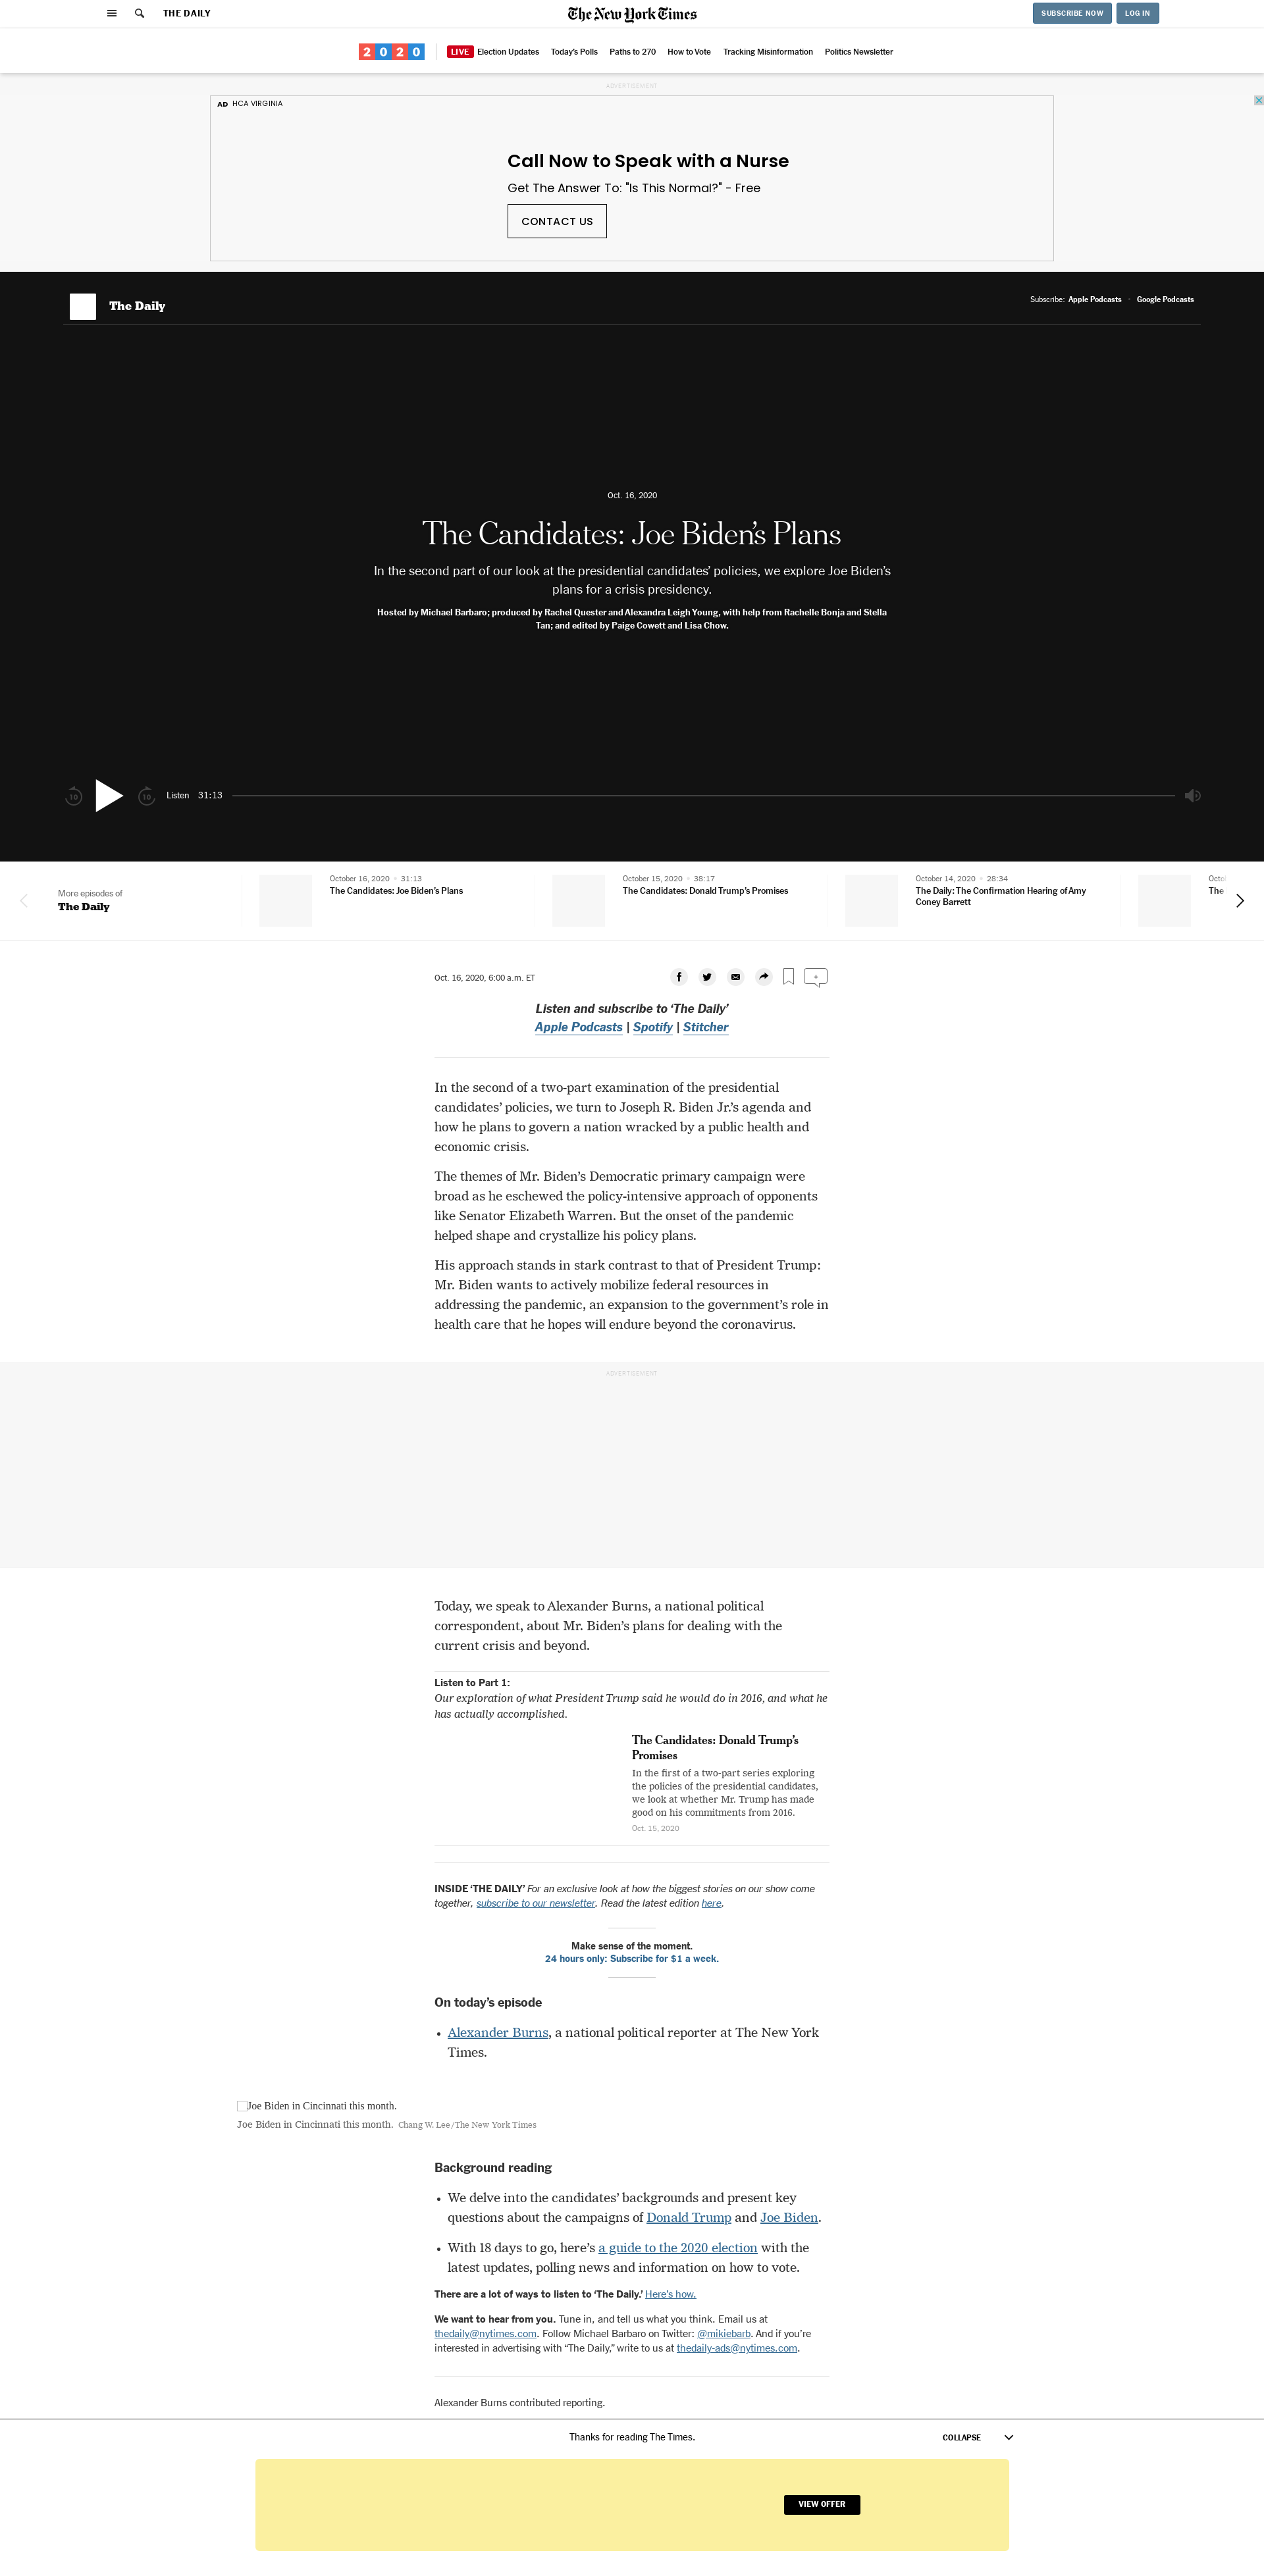 THE DAILY
The New York Times
SUBSCRIBE NOW
LOG IN
2020
LIVE Election Updates
Today's Polls
Paths to 270
How to Vote
Tracking Misinformation
Politics Newsletter
ADVERTISEMENT
AD HCA VIRGINIA
Call Now to Speak with a Nurse
Get The Answer To: "Is This Normal?" - Free
CONTACT US
The Daily
Subscribe: Apple Podcasts Google Podcasts
Oct. 16, 2020
The Candidates: Joe Biden's Plans
In the second part of our look at the presidential candidates' policies, we explore Joe Biden's
plans for a crisis presidency.
Hosted by Michael Barbaro; produced by Rachel Quester and Alexandra Leigh Young, with help from Rachelle Bonja and Stella
Tan; and edited by Paige Cowett and Lisa Chow.
10
10
Listen 31:13
More episodes of
The Daily
October 16, 2020 • 31:13
The Candidates: Joe Biden's Plans
October 15, 2020 • 38:17
The Candidates: Donald Trump's Promises
October 14, 2020 • 28:34
The Daily: The Confirmation Hearing of Amy
Coney Barrett
The
Oct. 16, 2020, 6:00 a.m. ET
+
Listen and subscribe to 'The Daily'
Apple Podcasts | Spotify | Stitcher
In the second of a two-part examination of the presidential
candidates' policies, we turn to Joseph R. Biden Jr.'s agenda and
how he plans to govern a nation wracked by a public health and
economic crisis.
The themes of Mr. Biden's Democratic primary campaign were
broad as he eschewed the policy-intensive approach of opponents
like Senator Elizabeth Warren. But the onset of the pandemic
helped shape and crystallize his policy plans.
His approach stands in stark contrast to that of President Trump:
Mr. Biden wants to actively mobilize federal resources in
addressing the pandemic, an expansion to the government's role in
health care that he hopes will endure beyond the coronavirus.
ADVERTISEMENT
Today, we speak to Alexander Burns, a national political
correspondent, about Mr. Biden's plans for dealing with the
current crisis and beyond.
Listen to Part 1:
Our exploration of what President Trump said he would do in 2016, and what he
has actually accomplished.
The Candidates: Donald Trump's
Promises
In the first of a two-part series exploring
the policies of the presidential candidates,
we look at whether Mr. Trump has made
good on his commitments from 2016.
Oct. 15, 2020
INSIDE 'THE DAILY' For an exclusive look at how the biggest stories on our show come
together, subscribe to our newsletter. Read the latest edition here.
Make sense of the moment.
24 hours only: Subscribe for $1 a week.
On today's episode
• Alexander Burns, a national political reporter at The New York
Times.
Joe Biden in Cincinnati this month.
Joe Biden in Cincinnati this month. Chang W. Lee/The New York Times
Background reading
• We delve into the candidates' backgrounds and present key
questions about the campaigns of Donald Trump and Joe Biden.
• With 18 days to go, here's a guide to the 2020 election with the
latest updates, polling news and information on how to vote.
There are a lot of ways to listen to 'The Daily.' Here's how.
We want to hear from you. Tune in, and tell us what you think. Email us at
thedaily@nytimes.com. Follow Michael Barbaro on Twitter: @mikiebarb. And if you're
interested in advertising with "The Daily," write to us at thedaily-ads@nytimes.com.
Alexander Burns contributed reporting.
Thanks for reading The Times.
COLLAPSE
VIEW OFFER